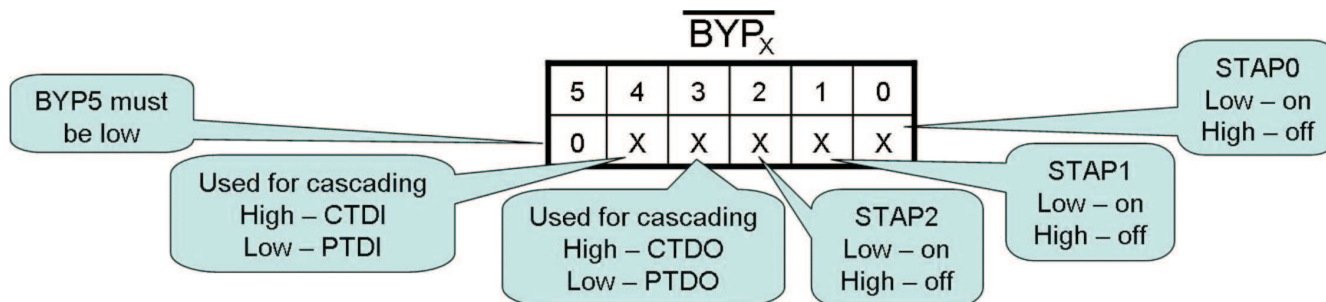 BYPX
5 4 3 2 1 0
0 X X X X X
BYP5 must
be low
Used for cascading
High – CTDI
Low – PTDI
Used for cascading
High – CTDO
Low – PTDO
STAP2
Low – on
High – off
STAP1
Low – on
High – off
STAP0
Low – on
High – off